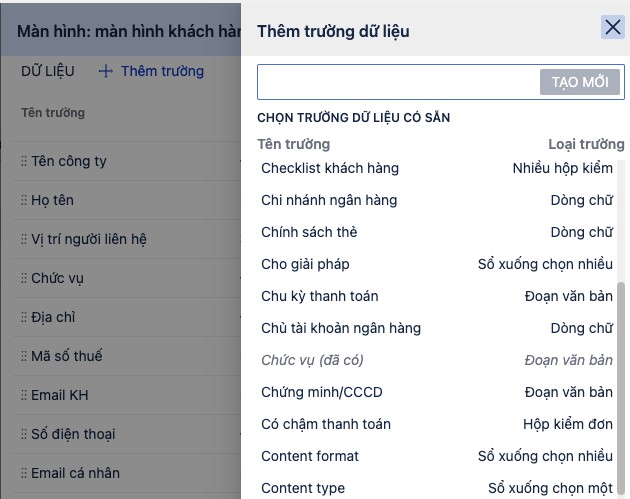 Màn hình: màn hình khách hàn
Thêm trường dữ liệu
DỮ LIỆU
Thêm trường
Tên trường
Tên công ty
Họ tên
Vị trí người liên hệ
Chức vụ
Địa chỉ
Mã số thuế
Email KH
Số điện thoại
Email cá nhân
TẠO MỚI
CHỌN TRƯỜNG DỮ LIỆU CÓ SẴN
Tên trường Loại trường
Checklist khách hàng Nhiều hộp kiểm
Chi nhánh ngân hàng Dòng chữ
Chính sách thẻ Dòng chữ
Cho giải pháp Sổ xuống chọn nhiều
Chu kỳ thanh toán Đoạn văn bản
Chủ tài khoản ngân hàng Dòng chữ
Chức vụ (đã có) Đoạn văn bản
Chứng minh/CCCD Đoạn văn bản
Có chậm thanh toán Hộp kiểm đơn
Content format Sổ xuống chọn nhiều
Content type Sổ xuống chọn một